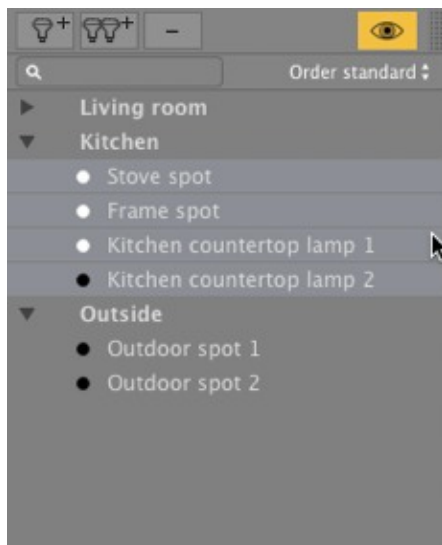 Order standard
Living room
Kitchen
Stove spot
Frame spot
Kitchen countertop lamp 1
Kitchen countertop lamp 2
Outside
Outdoor spot 1
Outdoor spot 2